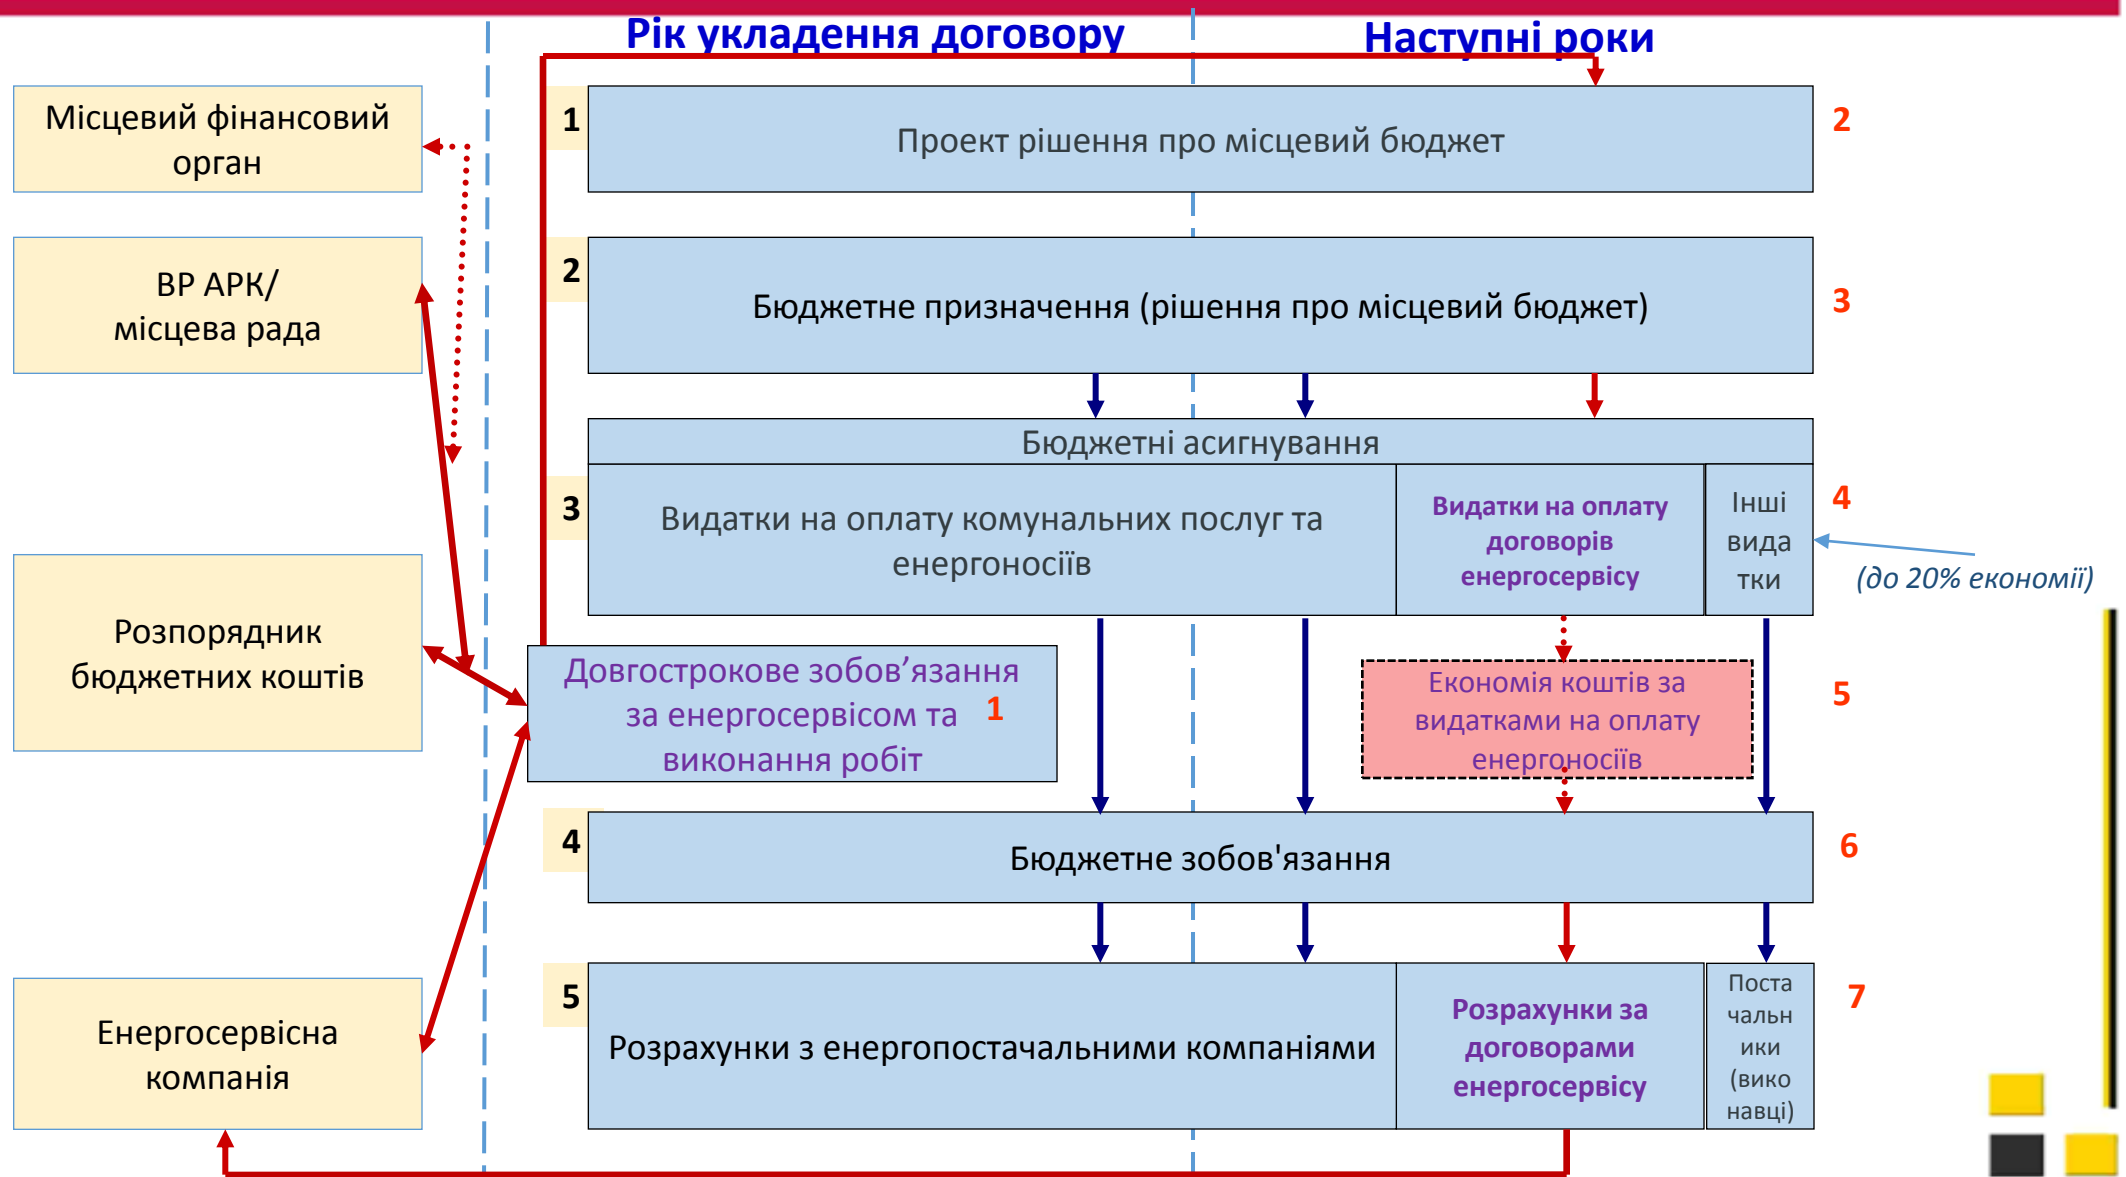 Рік укладення договору
Наступні роки
Місцевий фінансовий
орган
1
Проект рішення про місцевий бюджет
2
ВР АРК/
місцева рада
2
Бюджетне призначення (рішення про місцевий бюджет)
3
Бюджетні асигнування
3
Видатки на оплату комунальних послуг та
енергоносіїв
Видатки на оплату
договорів
енергосервісу
Інші
вида
тки
4
(до 20% економії)
Розпорядник
бюджетних коштів
Довгострокове зобов’язання
за енергосервісом та
виконання робіт
1
Економія коштів за
видатками на оплату
енергоносіїв
5
4
Бюджетне зобов'язання
6
Енергосервісна
компанія
5
Розрахунки з енергопостачальними компаніями
Розрахунки за
договорами
енергосервісу
Поста
чальн
ики
(вико
навці)
7